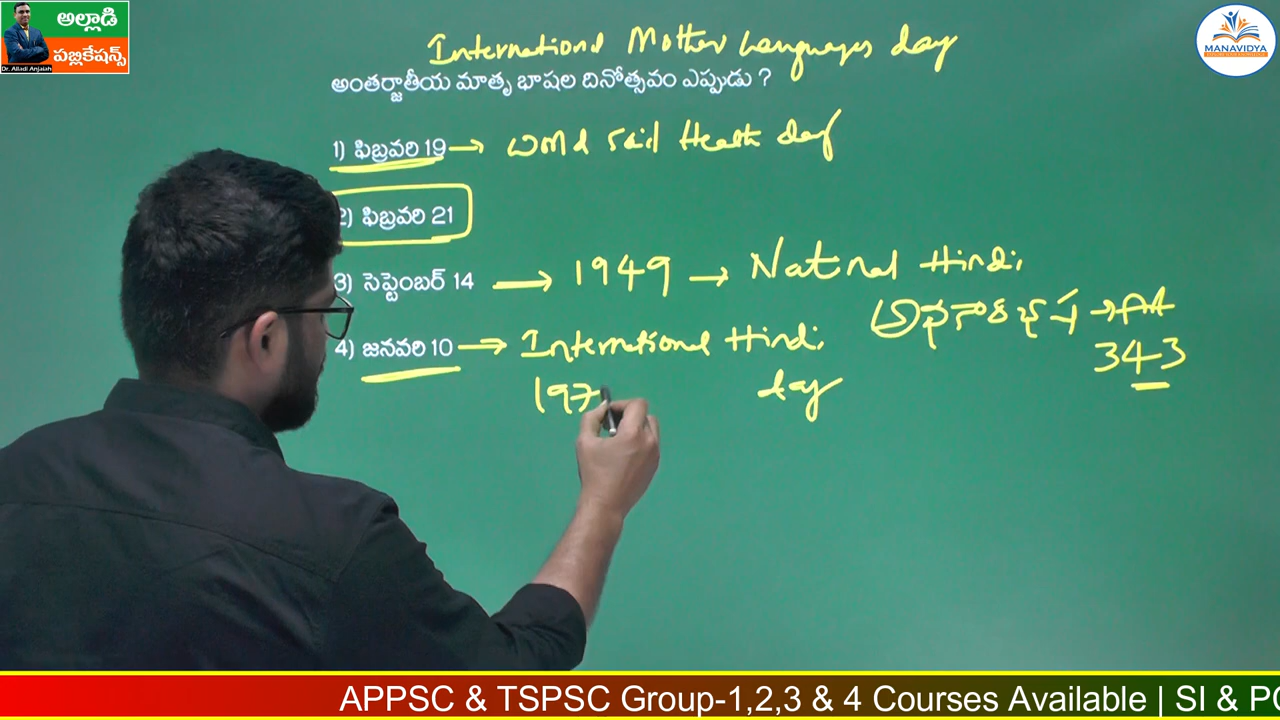 అల్లాడి
పబ్లికేషన్స్
Dr. Alladi Anjaiah
MANAVIDYA
International Mother Languages day
అంతర్జాతీయ మాతృ భాషల దినోత్సవం ఎప్పుడు ?
1) ఫిబ్రవరి 19 → world soil Health day
2) ఫిబ్రవరి 21
3) సెప్టెంబర్ 14 → 1949 → National Hindi
→ Art
343
4) జనవరి 10 → International Hindi
197 day
APPSC & TSPSC Group-1,2,3 & 4 Courses Available | SI & PC